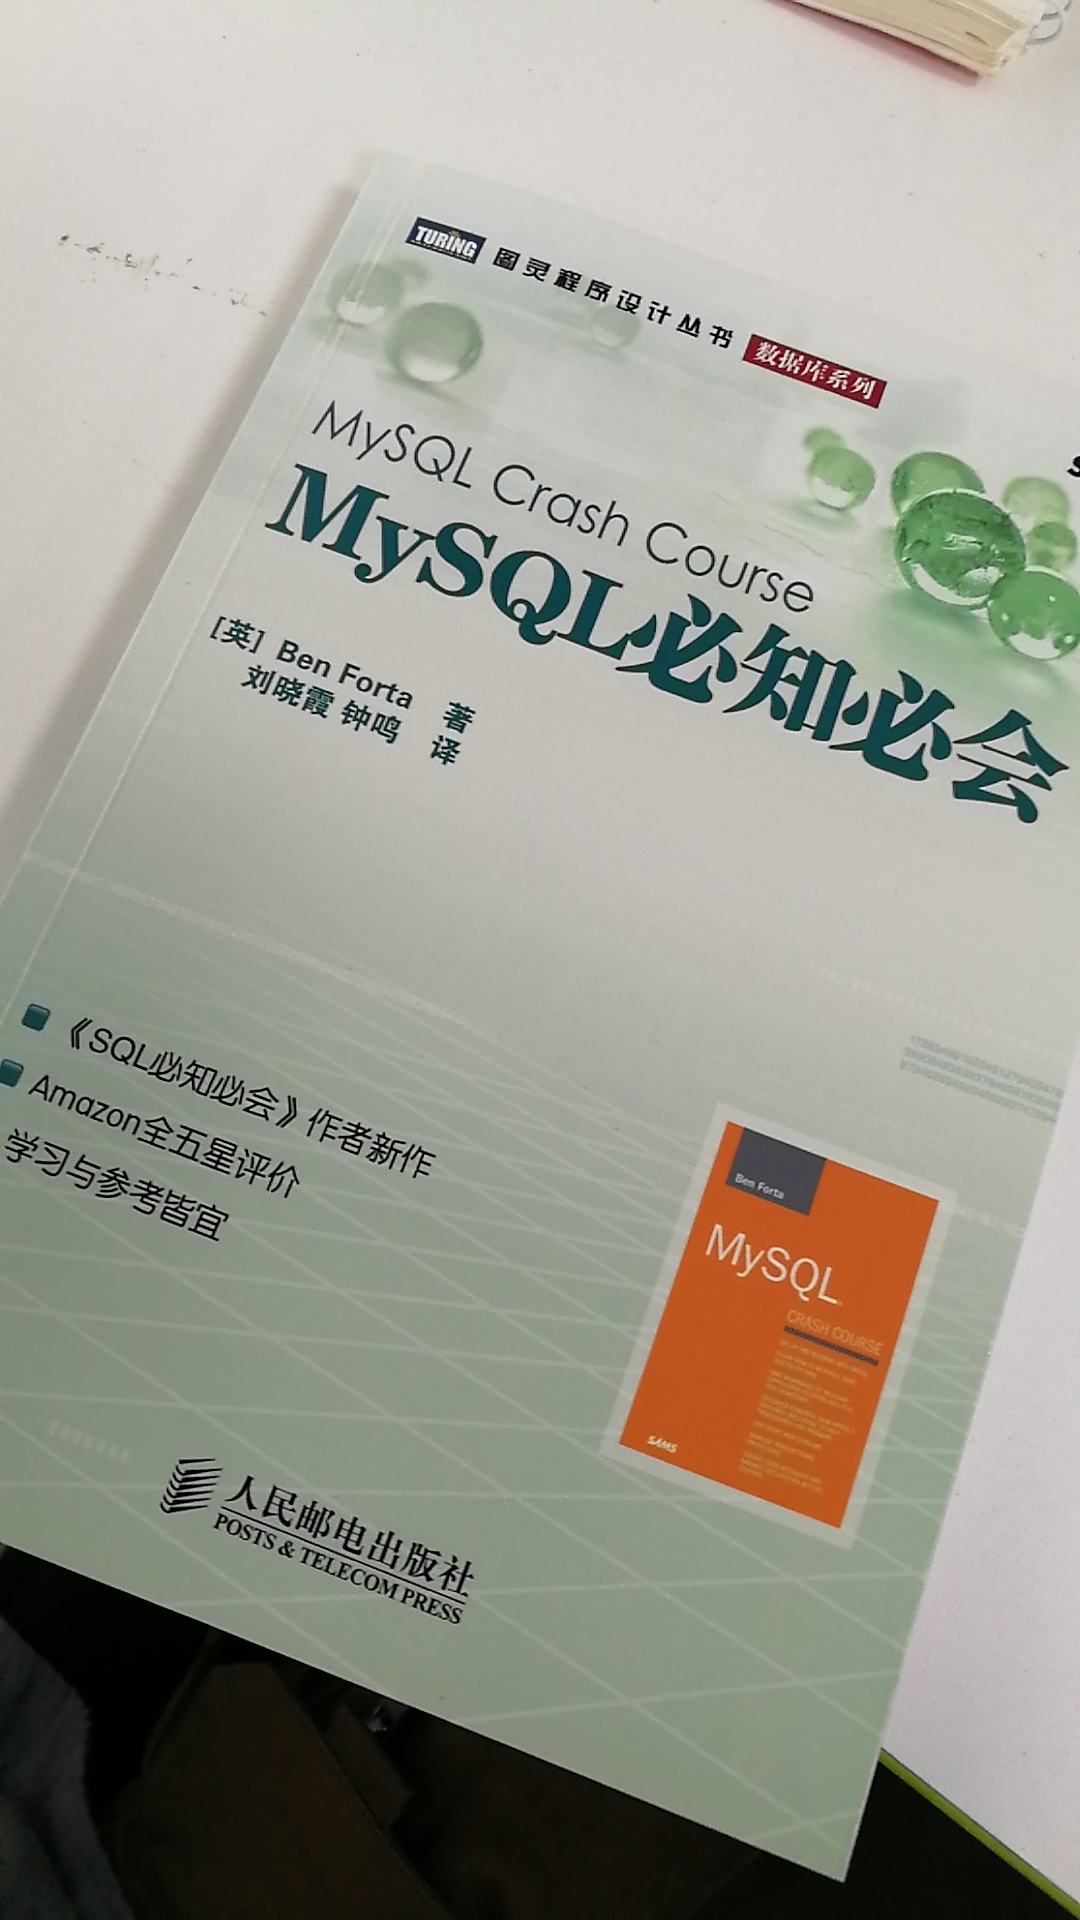 TURING 图灵程序设计丛书 数据库系列
MySQL Crash Course
MySQL必知必会
[英] Ben Forta 著
刘晓霞 钟鸣 译
《SQL必知必会》作者新作
Amazon全五星评价
学习与参考皆宜
Ben Forta
MySQL
CRASH COURSE
SAMS
人民邮电出版社
POSTS & TELECOM PRESS